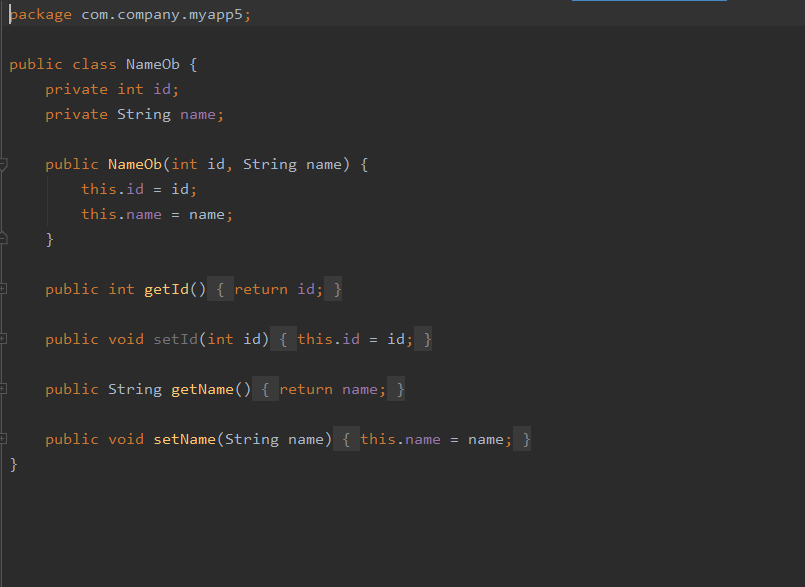 package com.company.myapp5;
public class NameOb {
private int id;
private String name;
public NameOb(int id, String name) {
this.id = id;
this.name = name;
}
public int getId() { return id; }
public void setId(int id) { this.id = id; }
public String getName() { return name; }
public void setName(String name) { this.name = name; }
}